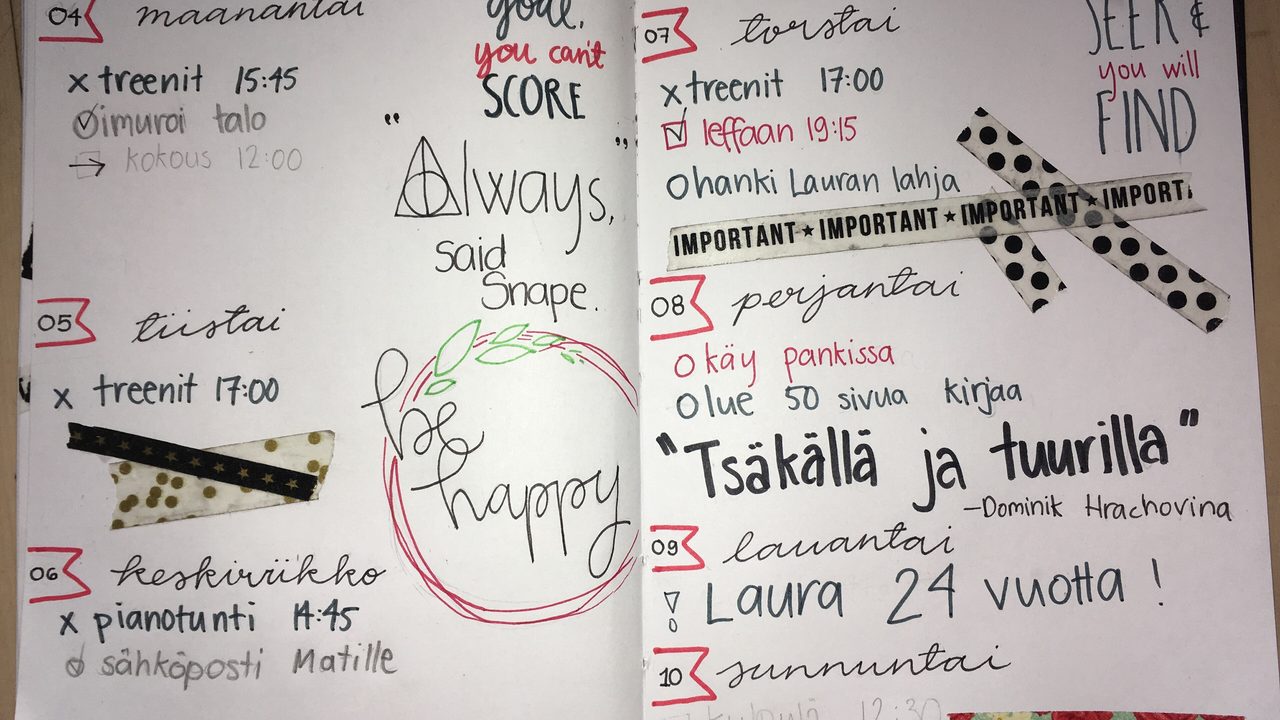 04 maanantai
x treenit 15:45
imuroi talo
→ kokous 12:00
goal,
you can't
SCORE
"Always,"
said
Snape.
05 tiistai
x treenit 17:00
be
happy
06 keskiviikko
x pianotunti 14:45
sähköposti Matille
07 torstai
x treenit 17:00
leffaan 19:15
O hanki Lauran lahja
SEEK &
you will
FIND
IMPORTANT ★ IMPORTANT ★ IMPORTANT ★ IMPORT
08 perjantai
O käy pankissa
O lue 50 sivua kirjaa
"Tsäkällä ja tuurilla"
–Dominik Hrachovina
09 lauantai
! Laura 24 vuotta !
10 sunnuntai
12:30